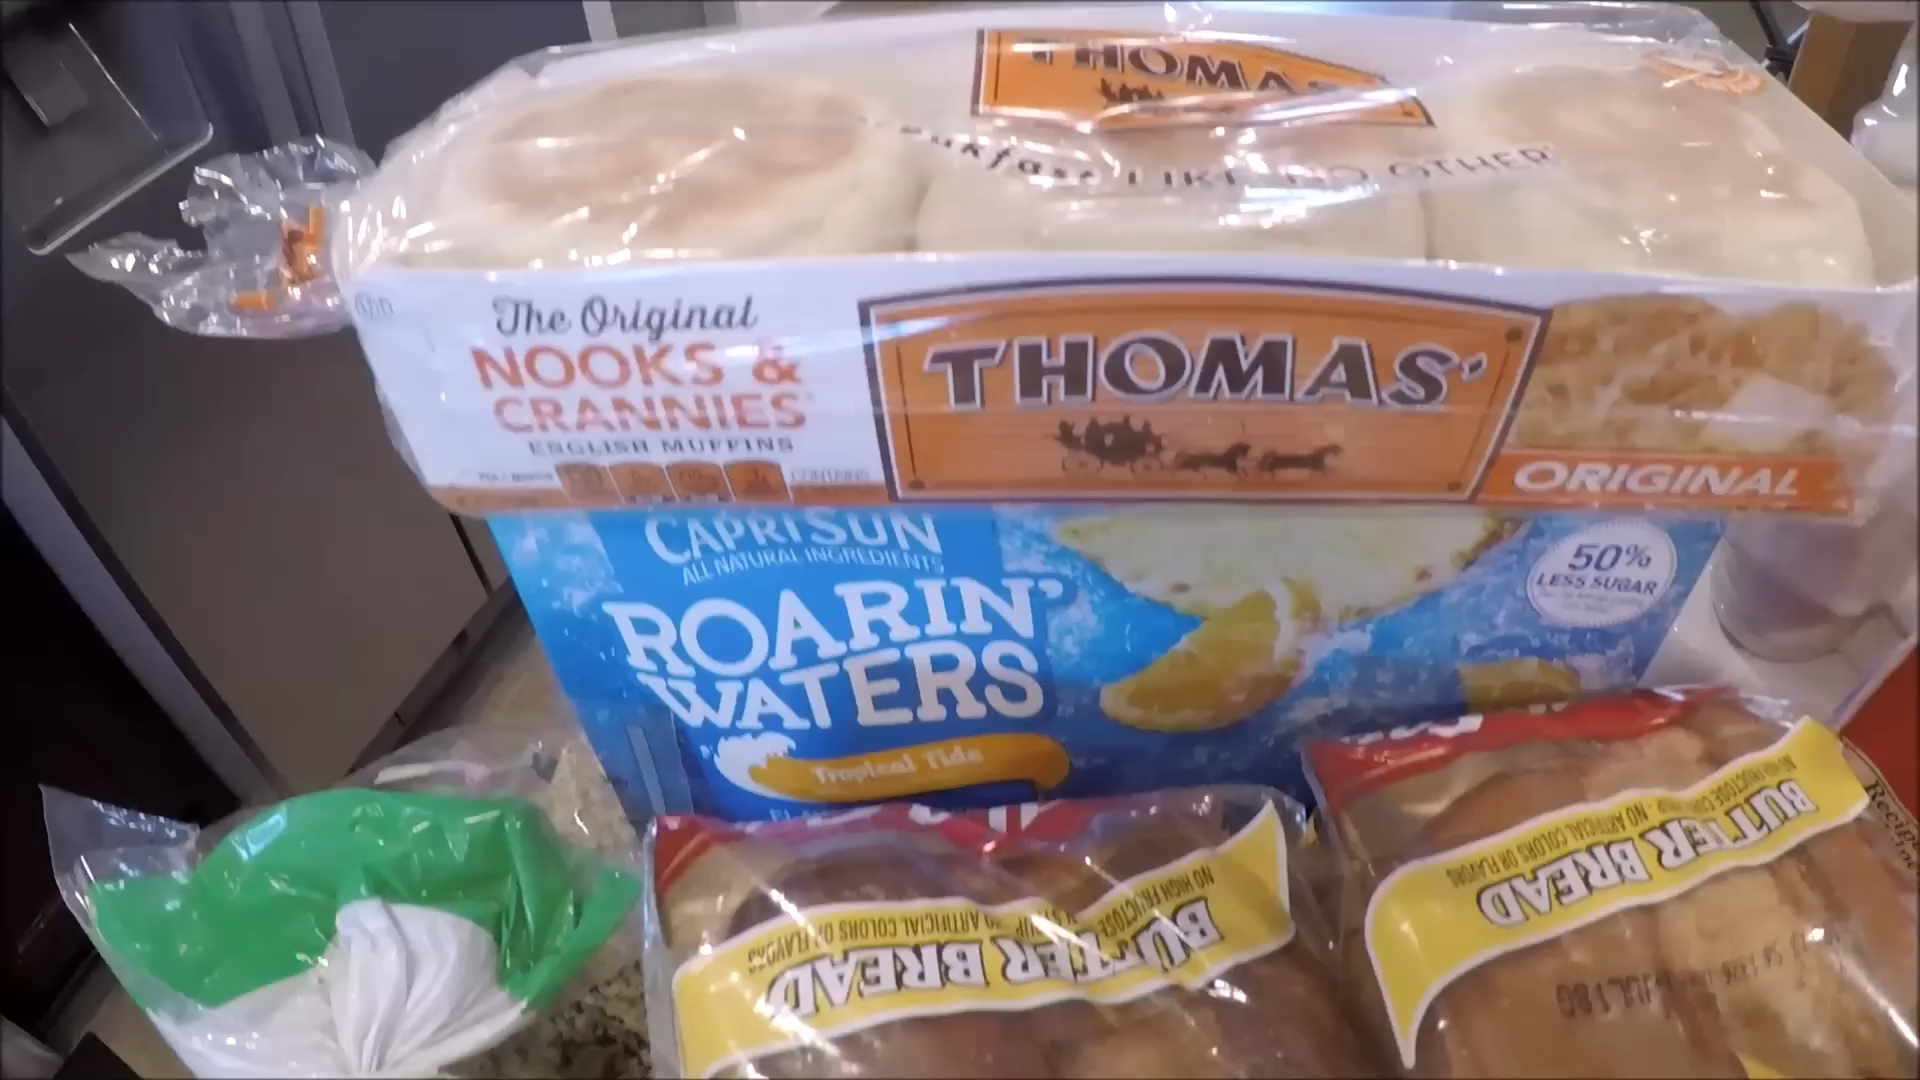 THOMAS'
Breakfast LIKE NO OTHER
The Original
NOOKS &
CRANNIES
ENGLISH MUFFINS
CONTAINS
THOMAS'
ORIGINAL
CAPRI SUN
ALL NATURAL INGREDIENTS
ROARIN'
WATERS
Tropical Tide
50%
LESS SUGAR
BUTTER BREAD
NO HIGH FRUCTOSE CORN SYRUP NO ARTIFICIAL COLORS OR FLAVORS
BUTTER BREAD
NO HIGH FRUCTOSE CORN SYRUP NO ARTIFICIAL COLORS OR FLAVORS